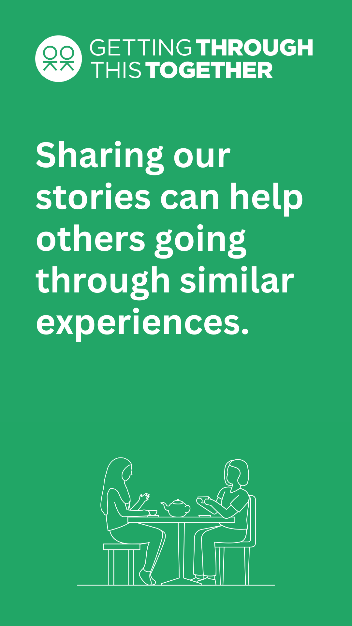 GETTING THROUGH
THIS TOGETHER
Sharing our
stories can help
others going
through similar
experiences.